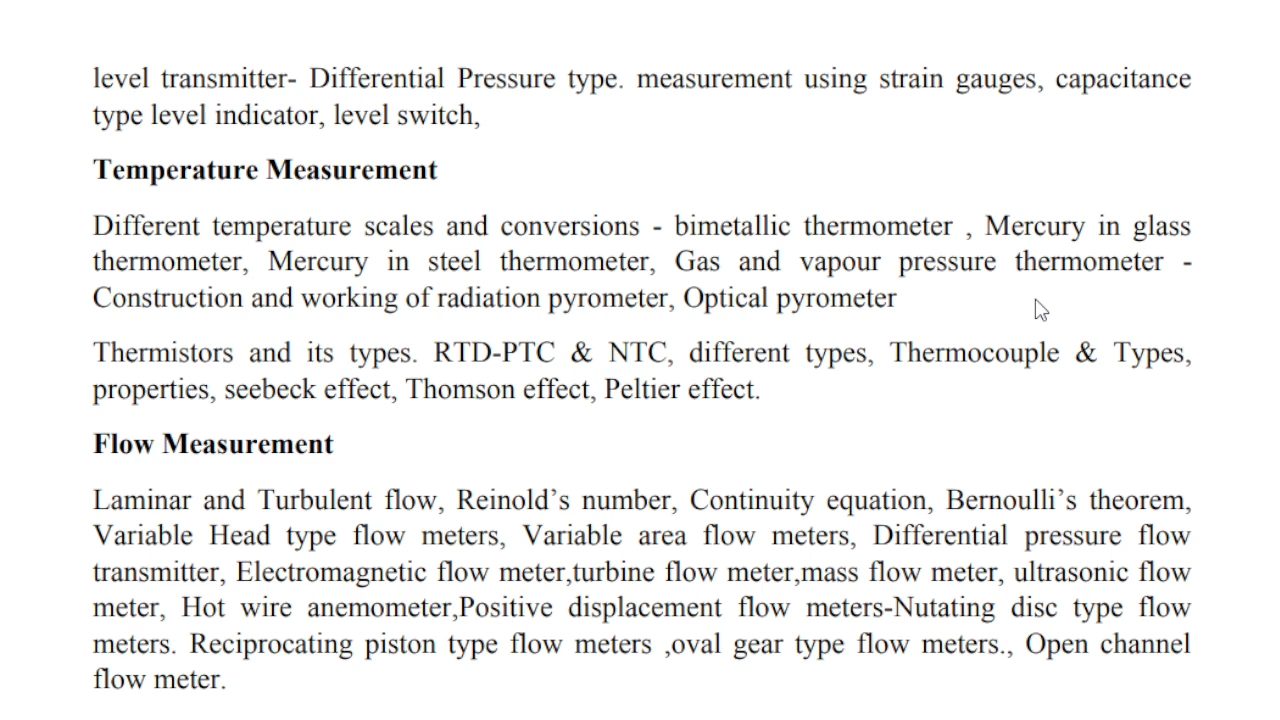 level transmitter- Differential Pressure type. measurement using strain gauges, capacitance
type level indicator, level switch,
Temperature Measurement
Different temperature scales and conversions - bimetallic thermometer , Mercury in glass
thermometer, Mercury in steel thermometer, Gas and vapour pressure thermometer -
Construction and working of radiation pyrometer, Optical pyrometer
Thermistors and its types. RTD-PTC & NTC, different types, Thermocouple & Types,
properties, seebeck effect, Thomson effect, Peltier effect.
Flow Measurement
Laminar and Turbulent flow, Reinold’s number, Continuity equation, Bernoulli’s theorem,
Variable Head type flow meters, Variable area flow meters, Differential pressure flow
transmitter, Electromagnetic flow meter,turbine flow meter,mass flow meter, ultrasonic flow
meter, Hot wire anemometer,Positive displacement flow meters-Nutating disc type flow
meters. Reciprocating piston type flow meters ,oval gear type flow meters., Open channel
flow meter.